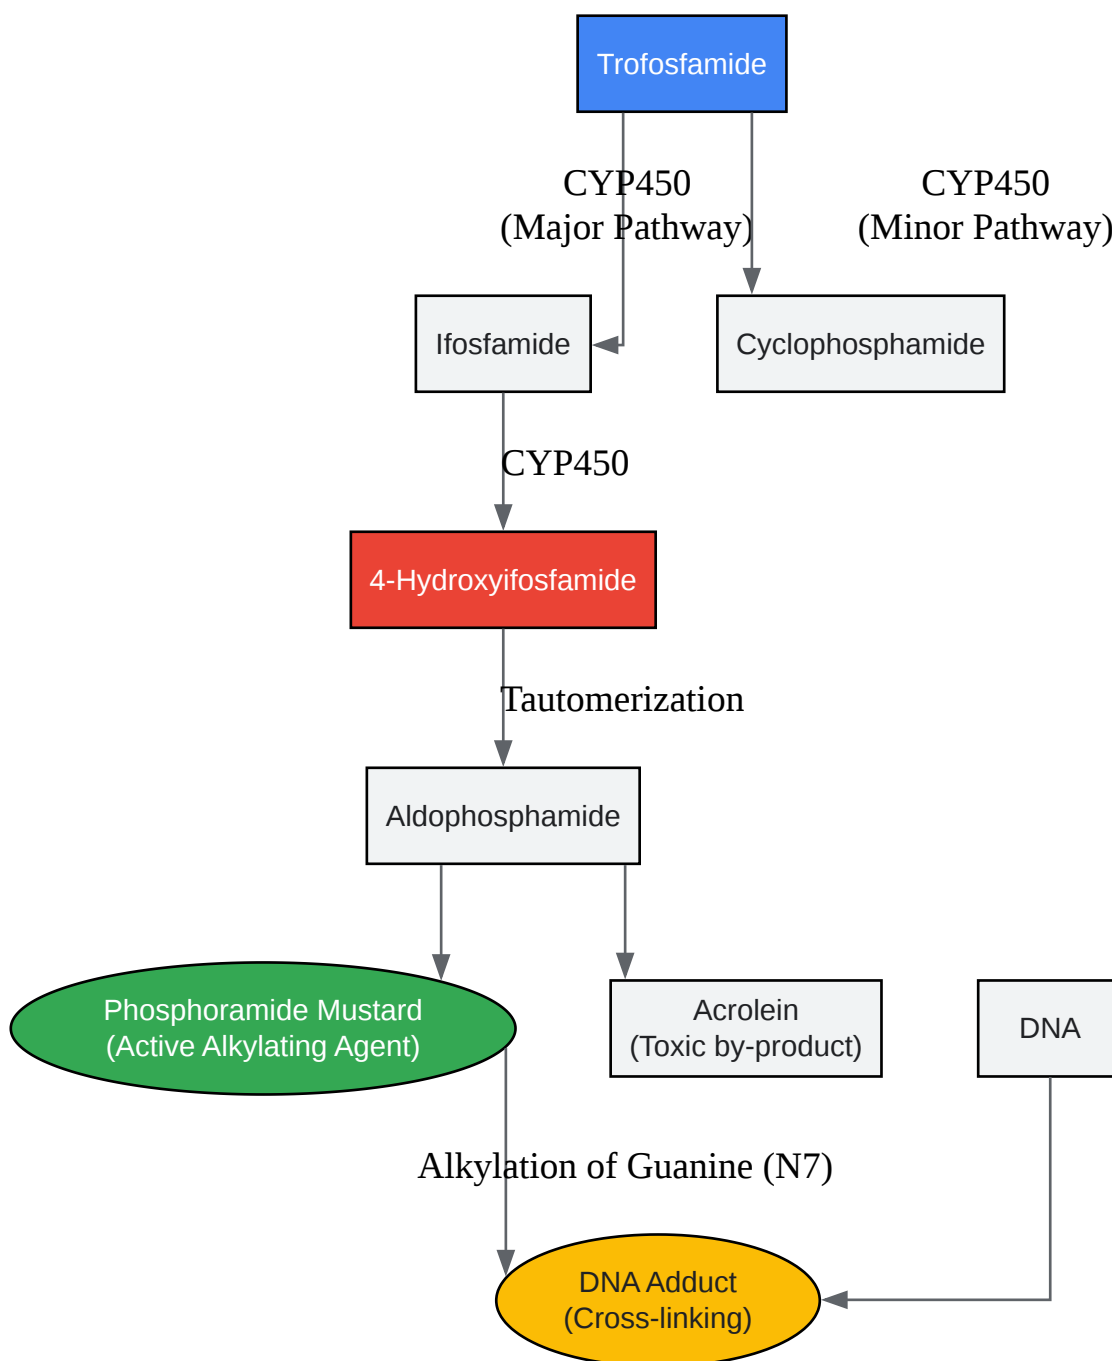 Trofosfamide
CYP450
(Major Pathway)
CYP450
(Minor Pathway)
Ifosfamide
Cyclophosphamide
CYP450
4-Hydroxyifosfamide
Tautomerization
Aldophosphamide
Phosphoramide Mustard
(Active Alkylating Agent)
Acrolein
(Toxic by-product)
DNA
Alkylation of Guanine (N7)
DNA Adduct
(Cross-linking)